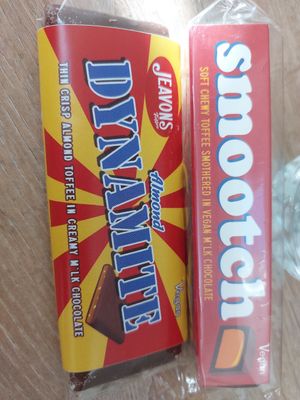 JEAVONS
Almond
DYNAMITE
THIN CRISP ALMOND TOFFEE IN CREAMY M*LK CHOCOLATE
Vegan
smootch
SOFT CHEWY TOFFEE SMOTHERED IN VEGAN M*LK CHOCOLATE
Vegan